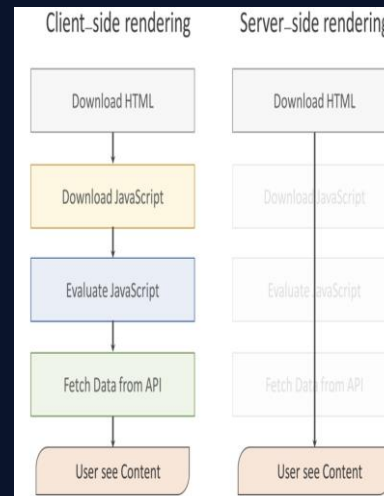 Client-side rendering
Download HTML
Download JavaScript
Evaluate JavaScript
Fetch Data from API
User see Content
Server-side rendering
Download HTML
Download JavaScript
Evaluate JavaScript
Fetch Data from API
User see Content